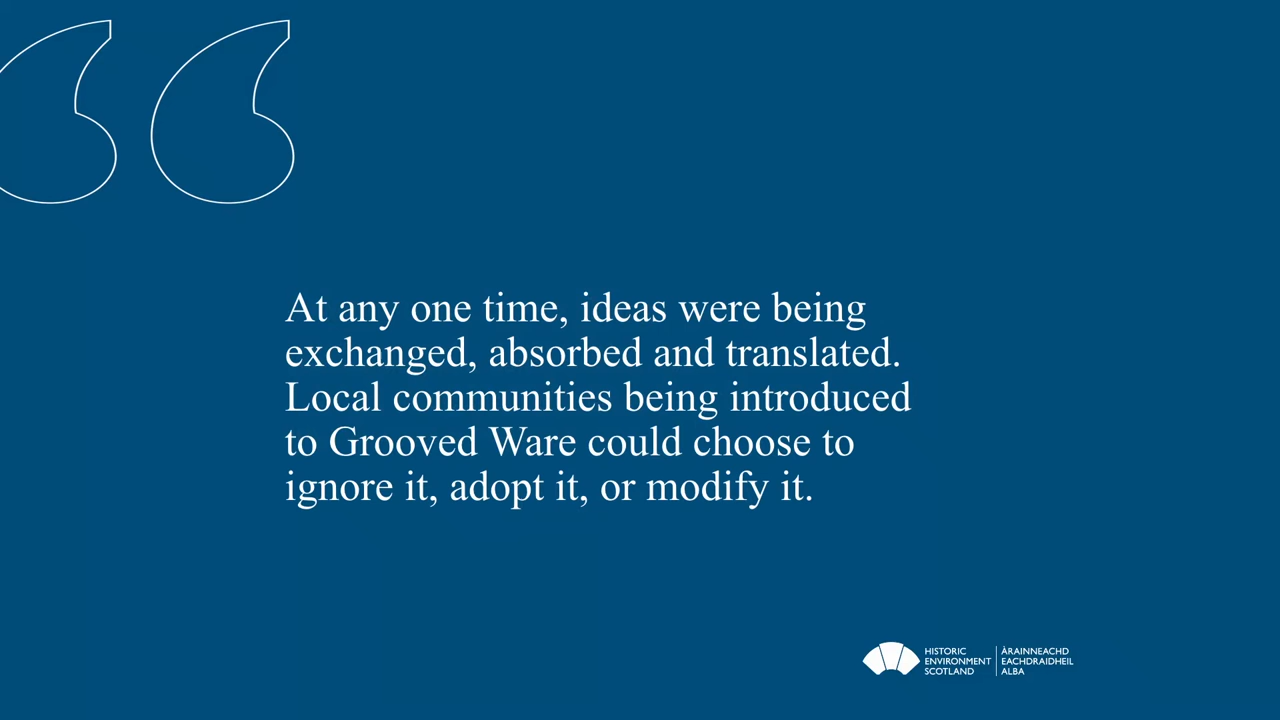 At any one time, ideas were being
exchanged, absorbed and translated.
Local communities being introduced
to Grooved Ware could choose to
ignore it, adopt it, or modify it.
HISTORIC
ENVIRONMENT
SCOTLAND
ÀRAINNEACHD
EACHDRAIDHEIL
ALBA